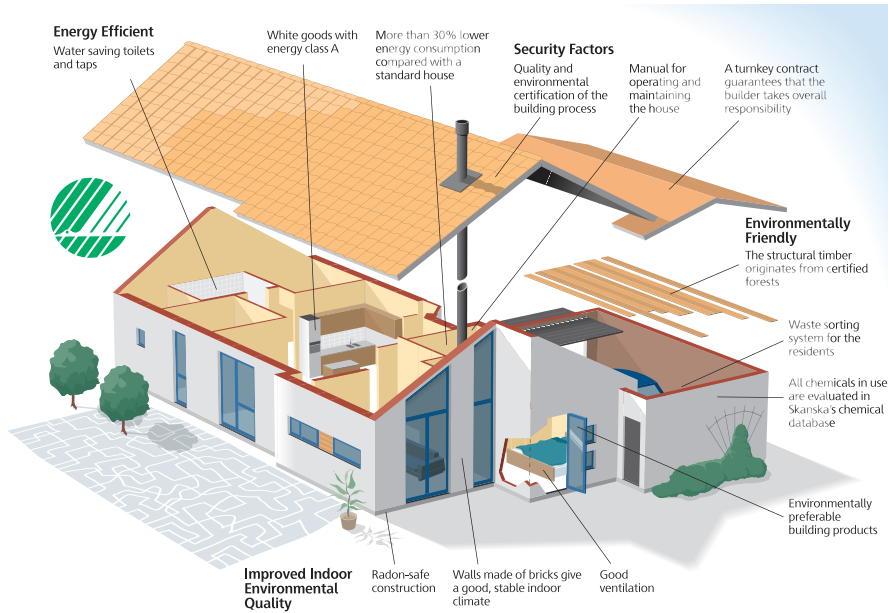 Energy Efficient
Water saving toilets
and taps
White goods with
energy class A
More than 30% lower
energy consumption
compared with a
standard house
Security Factors
Quality and
environmental
certification of the
building process
Manual for
operating and
maintaining
the house
A turnkey contract
guarantees that the
builder takes overall
responsibility
Environmentally
Friendly
The structural timber
originates from certified
forests
Waste sorting
system for the
residents
All chemicals in use
are evaluated in
Skanska's chemical
database
Environmentally
preferable
building products
Improved Indoor
Environmental
Quality
Radon-safe
construction
Walls made of bricks give
a good, stable indoor
climate
Good
ventilation